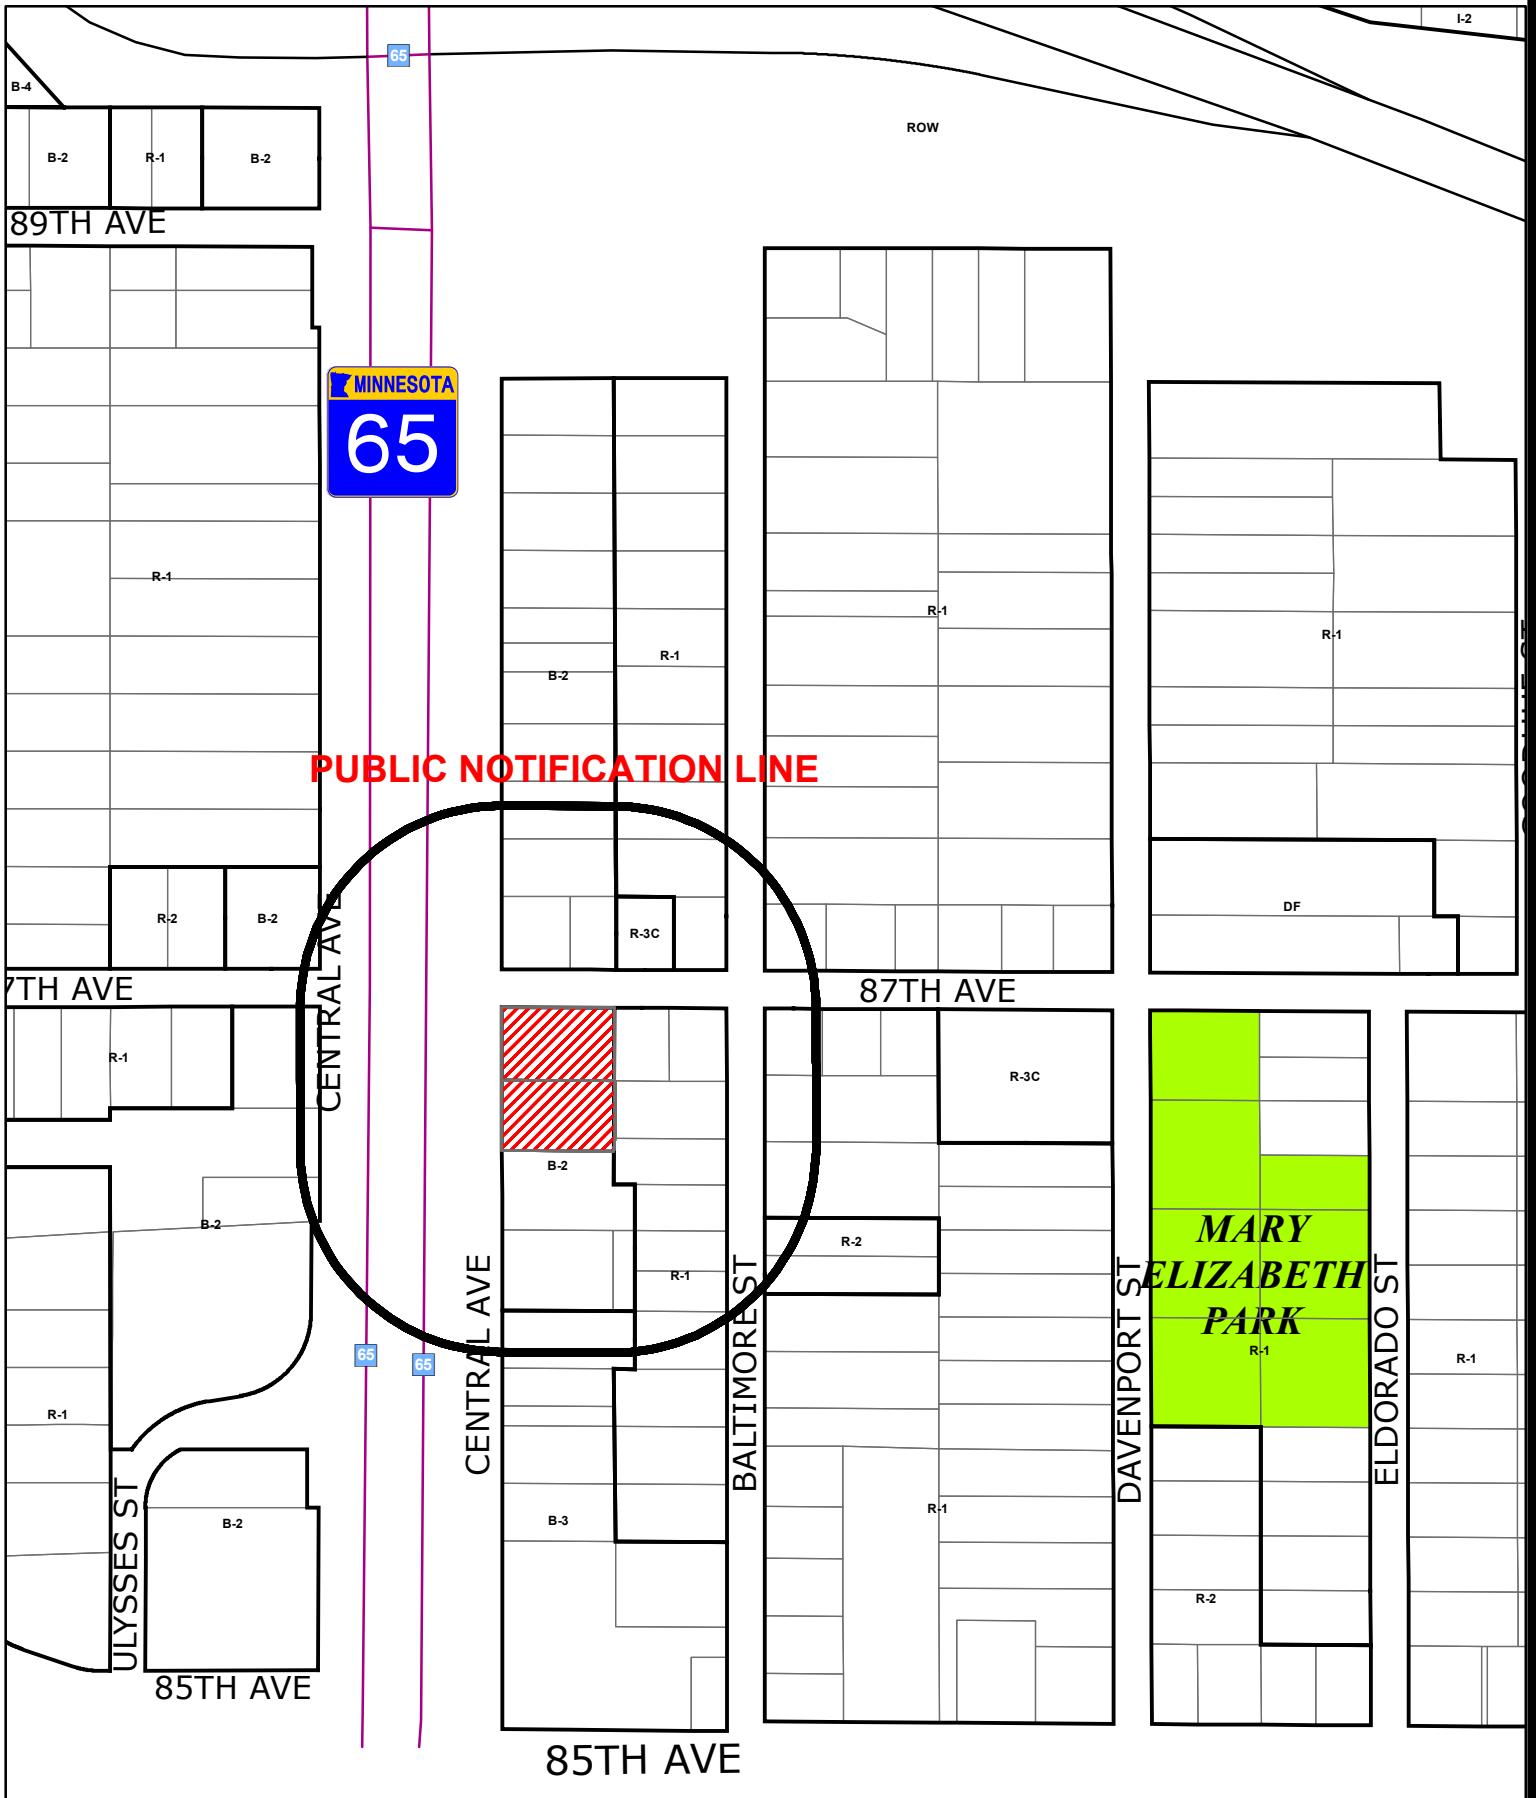 I-2
65
B-4
ROW
B-2
R-1
B-2
89TH AVE
MINNESOTA
65
R-1
R-1
R-1
R-1
B-2
PUBLIC NOTIFICATION LINE
DF
R-2
B-2
R-3C
CENTRAL AVE
7TH AVE
87TH AVE
R-1
R-3C
B-2
B-2
MARY
ELIZABETH
PARK
R-2
R-1
CENTRAL AVE
BALTIMORE ST
DAVENPORT ST
ELDORADO ST
65
65
R-1
R-1
R-1
R-1
B-3
B-2
ULYSSES ST
R-2
85TH AVE
85TH AVE